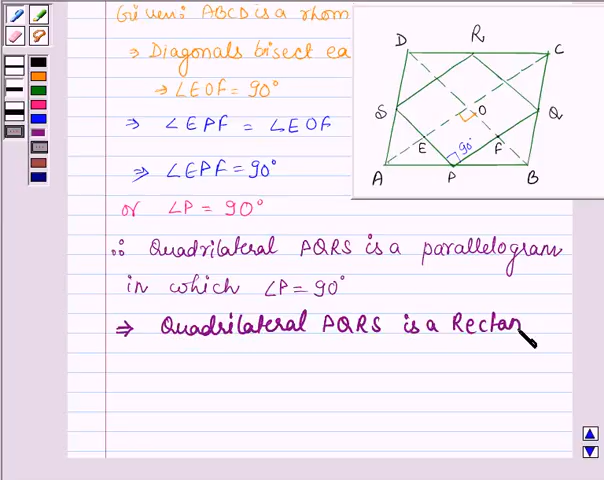 Given: ABCD is a rhom
⇒ Diagonals bisect ea
⇒ ∠EOF = 90°
⇒ ∠EPF = ∠EOF
⇒ ∠EPF = 90°
or ∠P = 90°
∴ Quadrilateral PQRS is a parallelogram
in which ∠P = 90°
⇒ Quadrilateral PQRS is a Rectan
D R C
S O Q
E 90° F
A P B